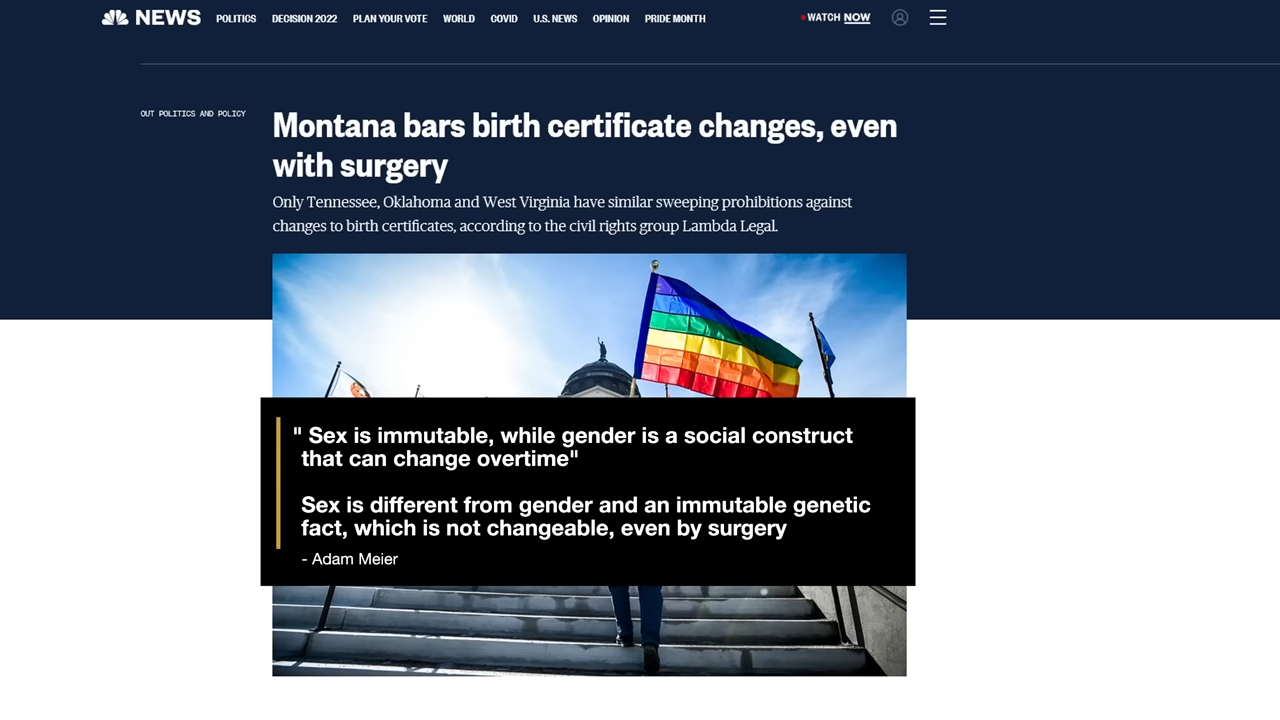 NEWS POLITICS DECISION 2022 PLAN YOUR VOTE WORLD COVID U.S. NEWS OPINION PRIDE MONTH WATCH NOW
OUT POLITICS AND POLICY
Montana bars birth certificate changes, even
with surgery
Only Tennessee, Oklahoma and West Virginia have similar sweeping prohibitions against
changes to birth certificates, according to the civil rights group Lambda Legal.
" Sex is immutable, while gender is a social construct
that can change overtime"
Sex is different from gender and an immutable genetic
fact, which is not changeable, even by surgery
- Adam Meier